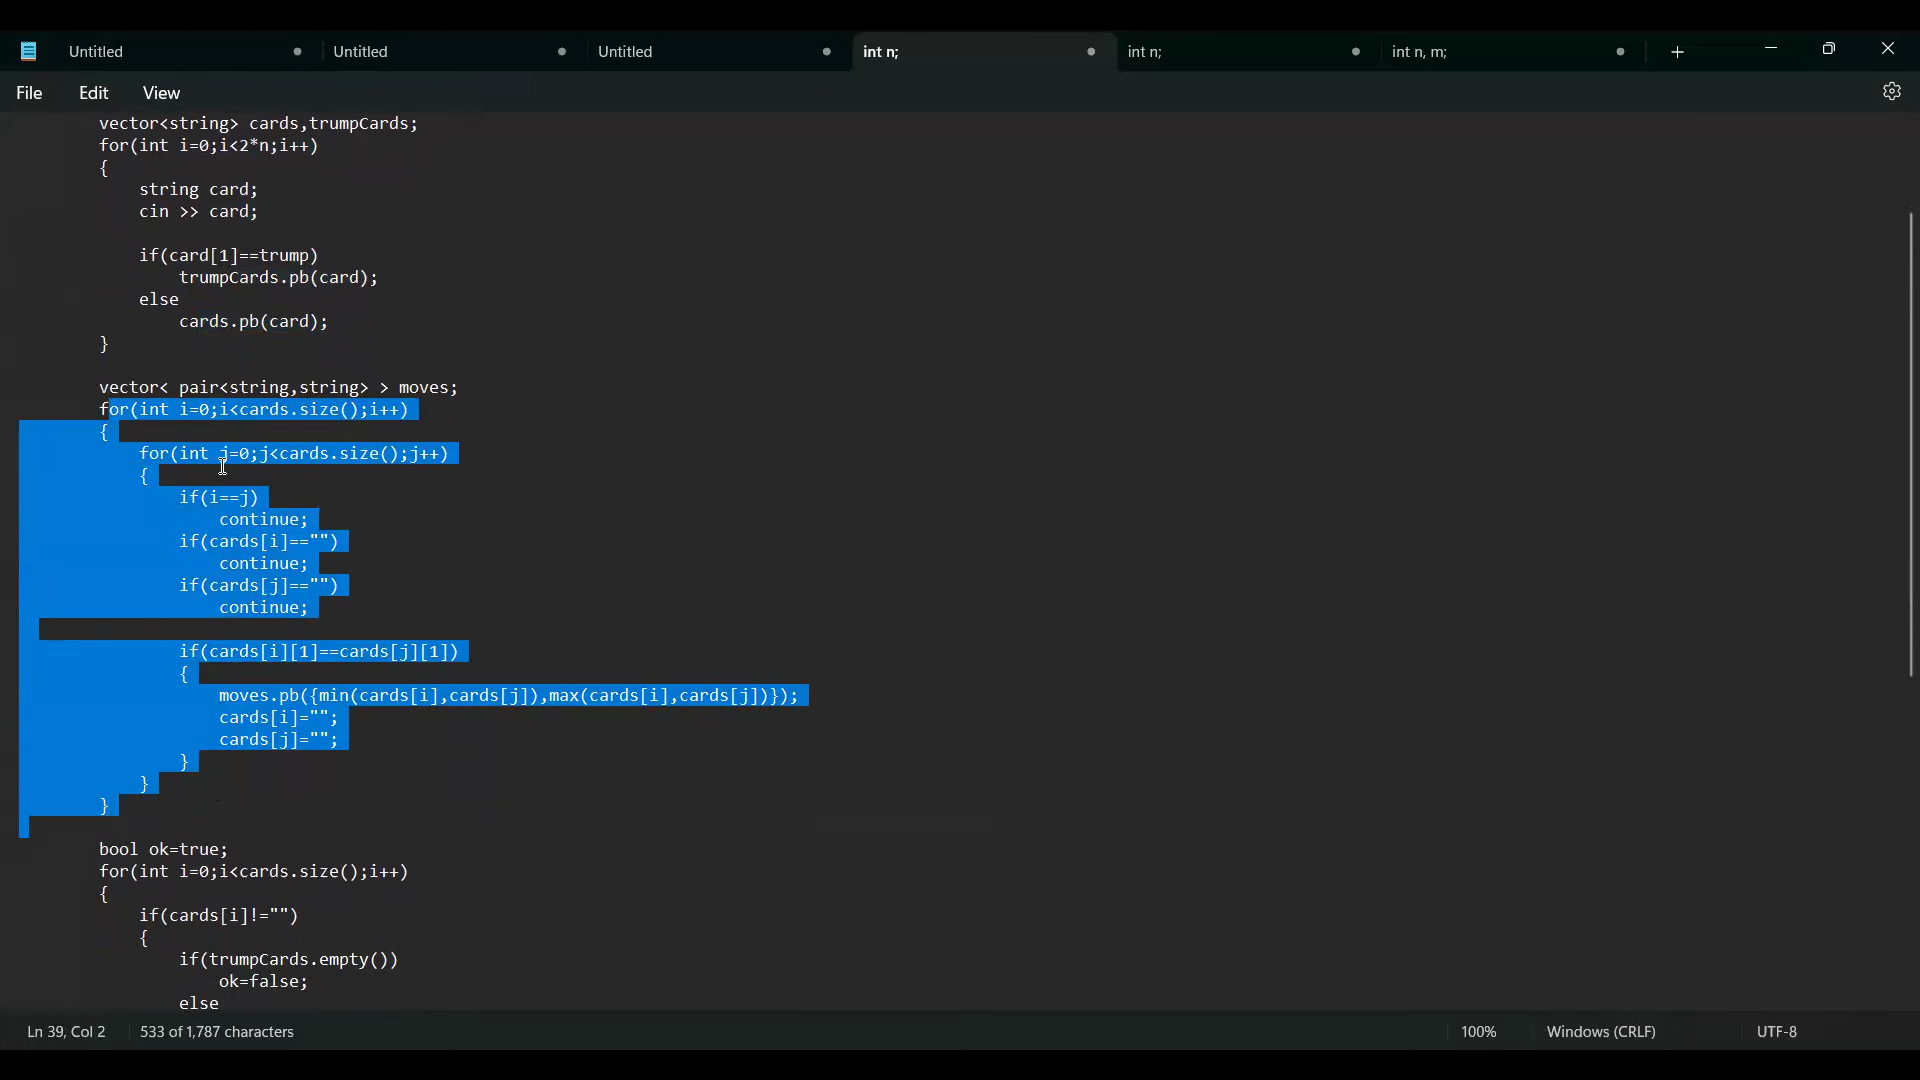 Untitled
Untitled
Untitled
int n;
int n;
int n, m;
File Edit View
vector<string> cards,trumpCards;
for(int i=0;i<2*n;i++)
{
string card;
cin >> card;
if(card[1]==trump)
trumpCards.pb(card);
else
cards.pb(card);
}
vector< pair<string,string> > moves;
for(int i=0;i<cards.size();i++)
{
for(int j=0;j<cards.size();j++)
{
if(i==j)
continue;
if(cards[i]=="")
continue;
if(cards[j]=="")
continue;
if(cards[i][1]==cards[j][1])
{
moves.pb({min(cards[i],cards[j]),max(cards[i],cards[j])});
cards[i]="";
cards[j]="";
}
}
}
bool ok=true;
for(int i=0;i<cards.size();i++)
{
if(cards[i]!="")
{
if(trumpCards.empty())
ok=false;
else
Ln 39, Col 2
533 of 1,787 characters
100%
Windows (CRLF)
UTF-8